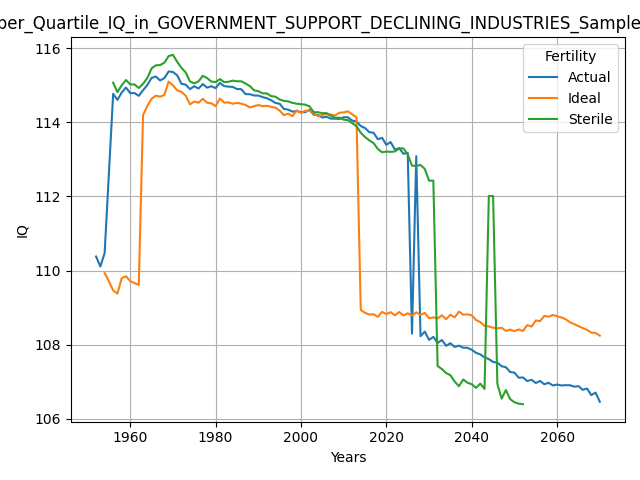 per_Quartile_IQ_in_GOVERNMENT_SUPPORT_DECLINING_INDUSTRIES_Sample
116
114
112
110
108
106
IQ
Fertility
Actual
Ideal
Sterile
1960
1980
2000
2020
2040
2060
Years